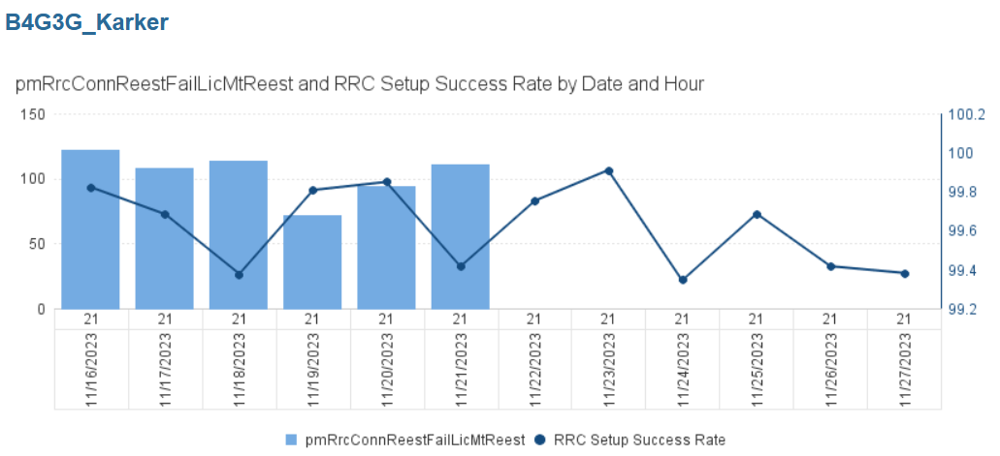 B4G3G_Karker
pmRrcConnReestFailLicMtReest and RRC Setup Success Rate by Date and Hour
150
100
50
0
100.2
100
99.8
99.6
99.4
99.2
21 21 21 21 21 21 21 21 21 21 21 21
11/16/2023 11/17/2023 11/18/2023 11/19/2023 11/20/2023 11/21/2023 11/22/2023 11/23/2023 11/24/2023 11/25/2023 11/26/2023 11/27/2023
pmRrcConnReestFailLicMtReest RRC Setup Success Rate